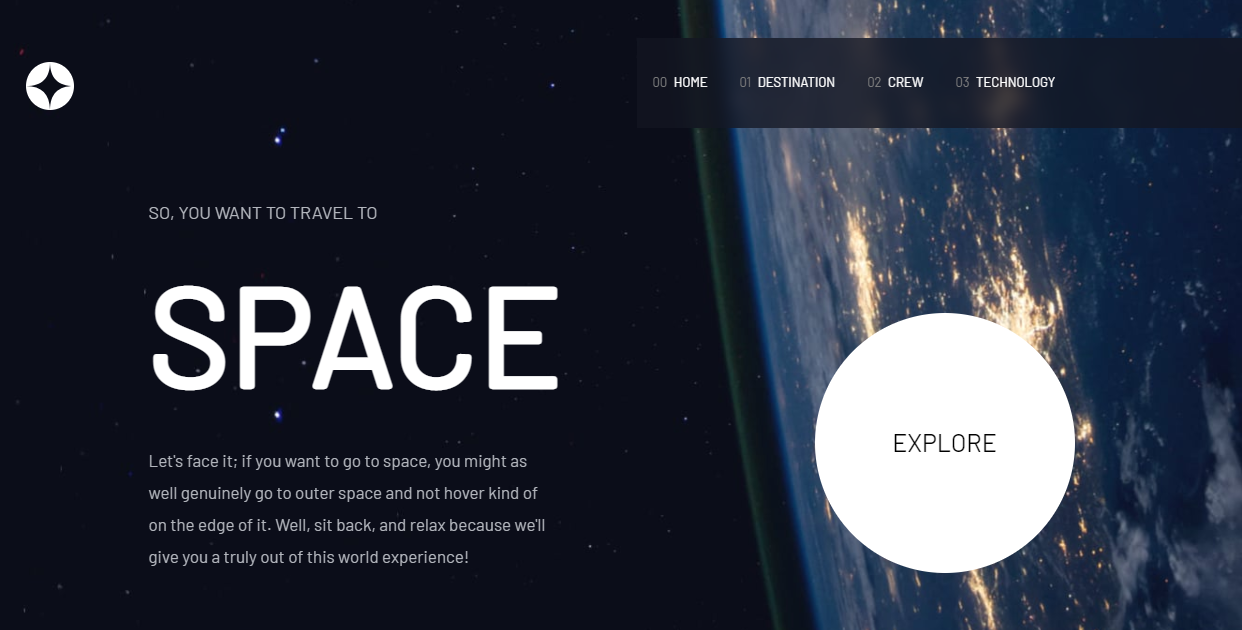 00 HOME 01 DESTINATION 02 CREW 03 TECHNOLOGY
SO, YOU WANT TO TRAVEL TO
SPACE
Let's face it; if you want to go to space, you might as
well genuinely go to outer space and not hover kind of
on the edge of it. Well, sit back, and relax because we'll
give you a truly out of this world experience!
EXPLORE